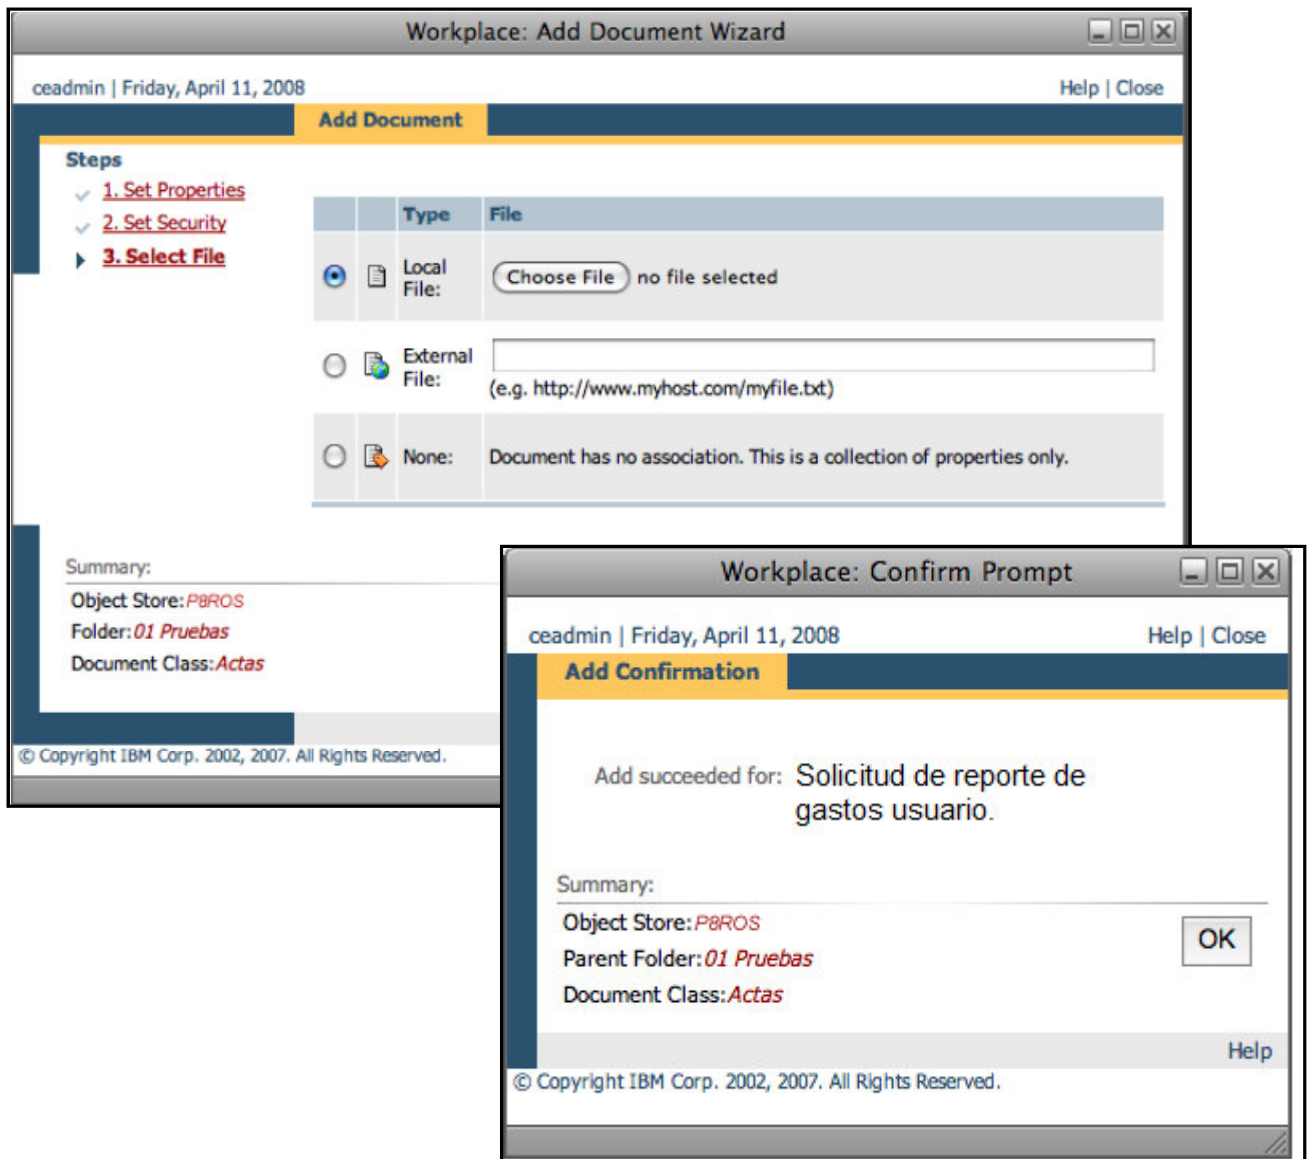 Workplace: Add Document Wizard
ceadmin | Friday, April 11, 2008
Help | Close
Add Document
Steps
1. Set Properties
2. Set Security
3. Select File
Type File
Local File:
Choose File no file selected
External File:
(e.g. http://www.myhost.com/myfile.txt)
None: Document has no association. This is a collection of properties only.
Summary:
Object Store: P8ROS
Folder: 01 Pruebas
Document Class: Actas
© Copyright IBM Corp. 2002, 2007. All Rights Reserved.
Workplace: Confirm Prompt
ceadmin | Friday, April 11, 2008
Help | Close
Add Confirmation
Add succeeded for: Solicitud de reporte de
gastos usuario.
Summary:
Object Store: P8ROS
Parent Folder: 01 Pruebas
Document Class: Actas
OK
Help
© Copyright IBM Corp. 2002, 2007. All Rights Reserved.